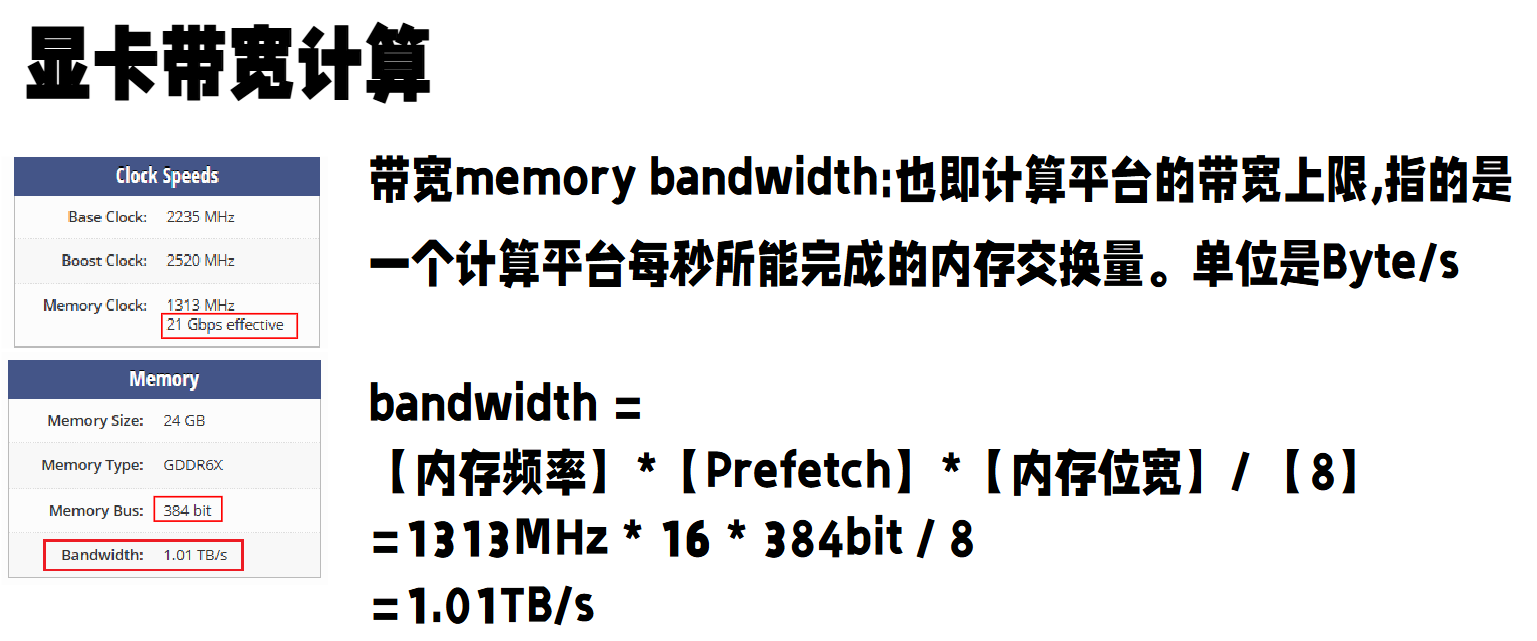 显卡带宽计算
Clock Speeds
Base Clock: 2235 MHz
Boost Clock: 2520 MHz
Memory Clock: 1313 MHz
21 Gbps effective
Memory
Memory Size: 24 GB
Memory Type: GDDR6X
Memory Bus: 384 bit
Bandwidth: 1.01 TB/s
带宽memory bandwidth:也即计算平台的带宽上限,指的是
一个计算平台每秒所能完成的内存交换量。单位是Byte/s
bandwidth =
【内存频率】*【Prefetch】*【内存位宽】/【8】
=1313MHz * 16 * 384bit / 8
=1.01TB/s